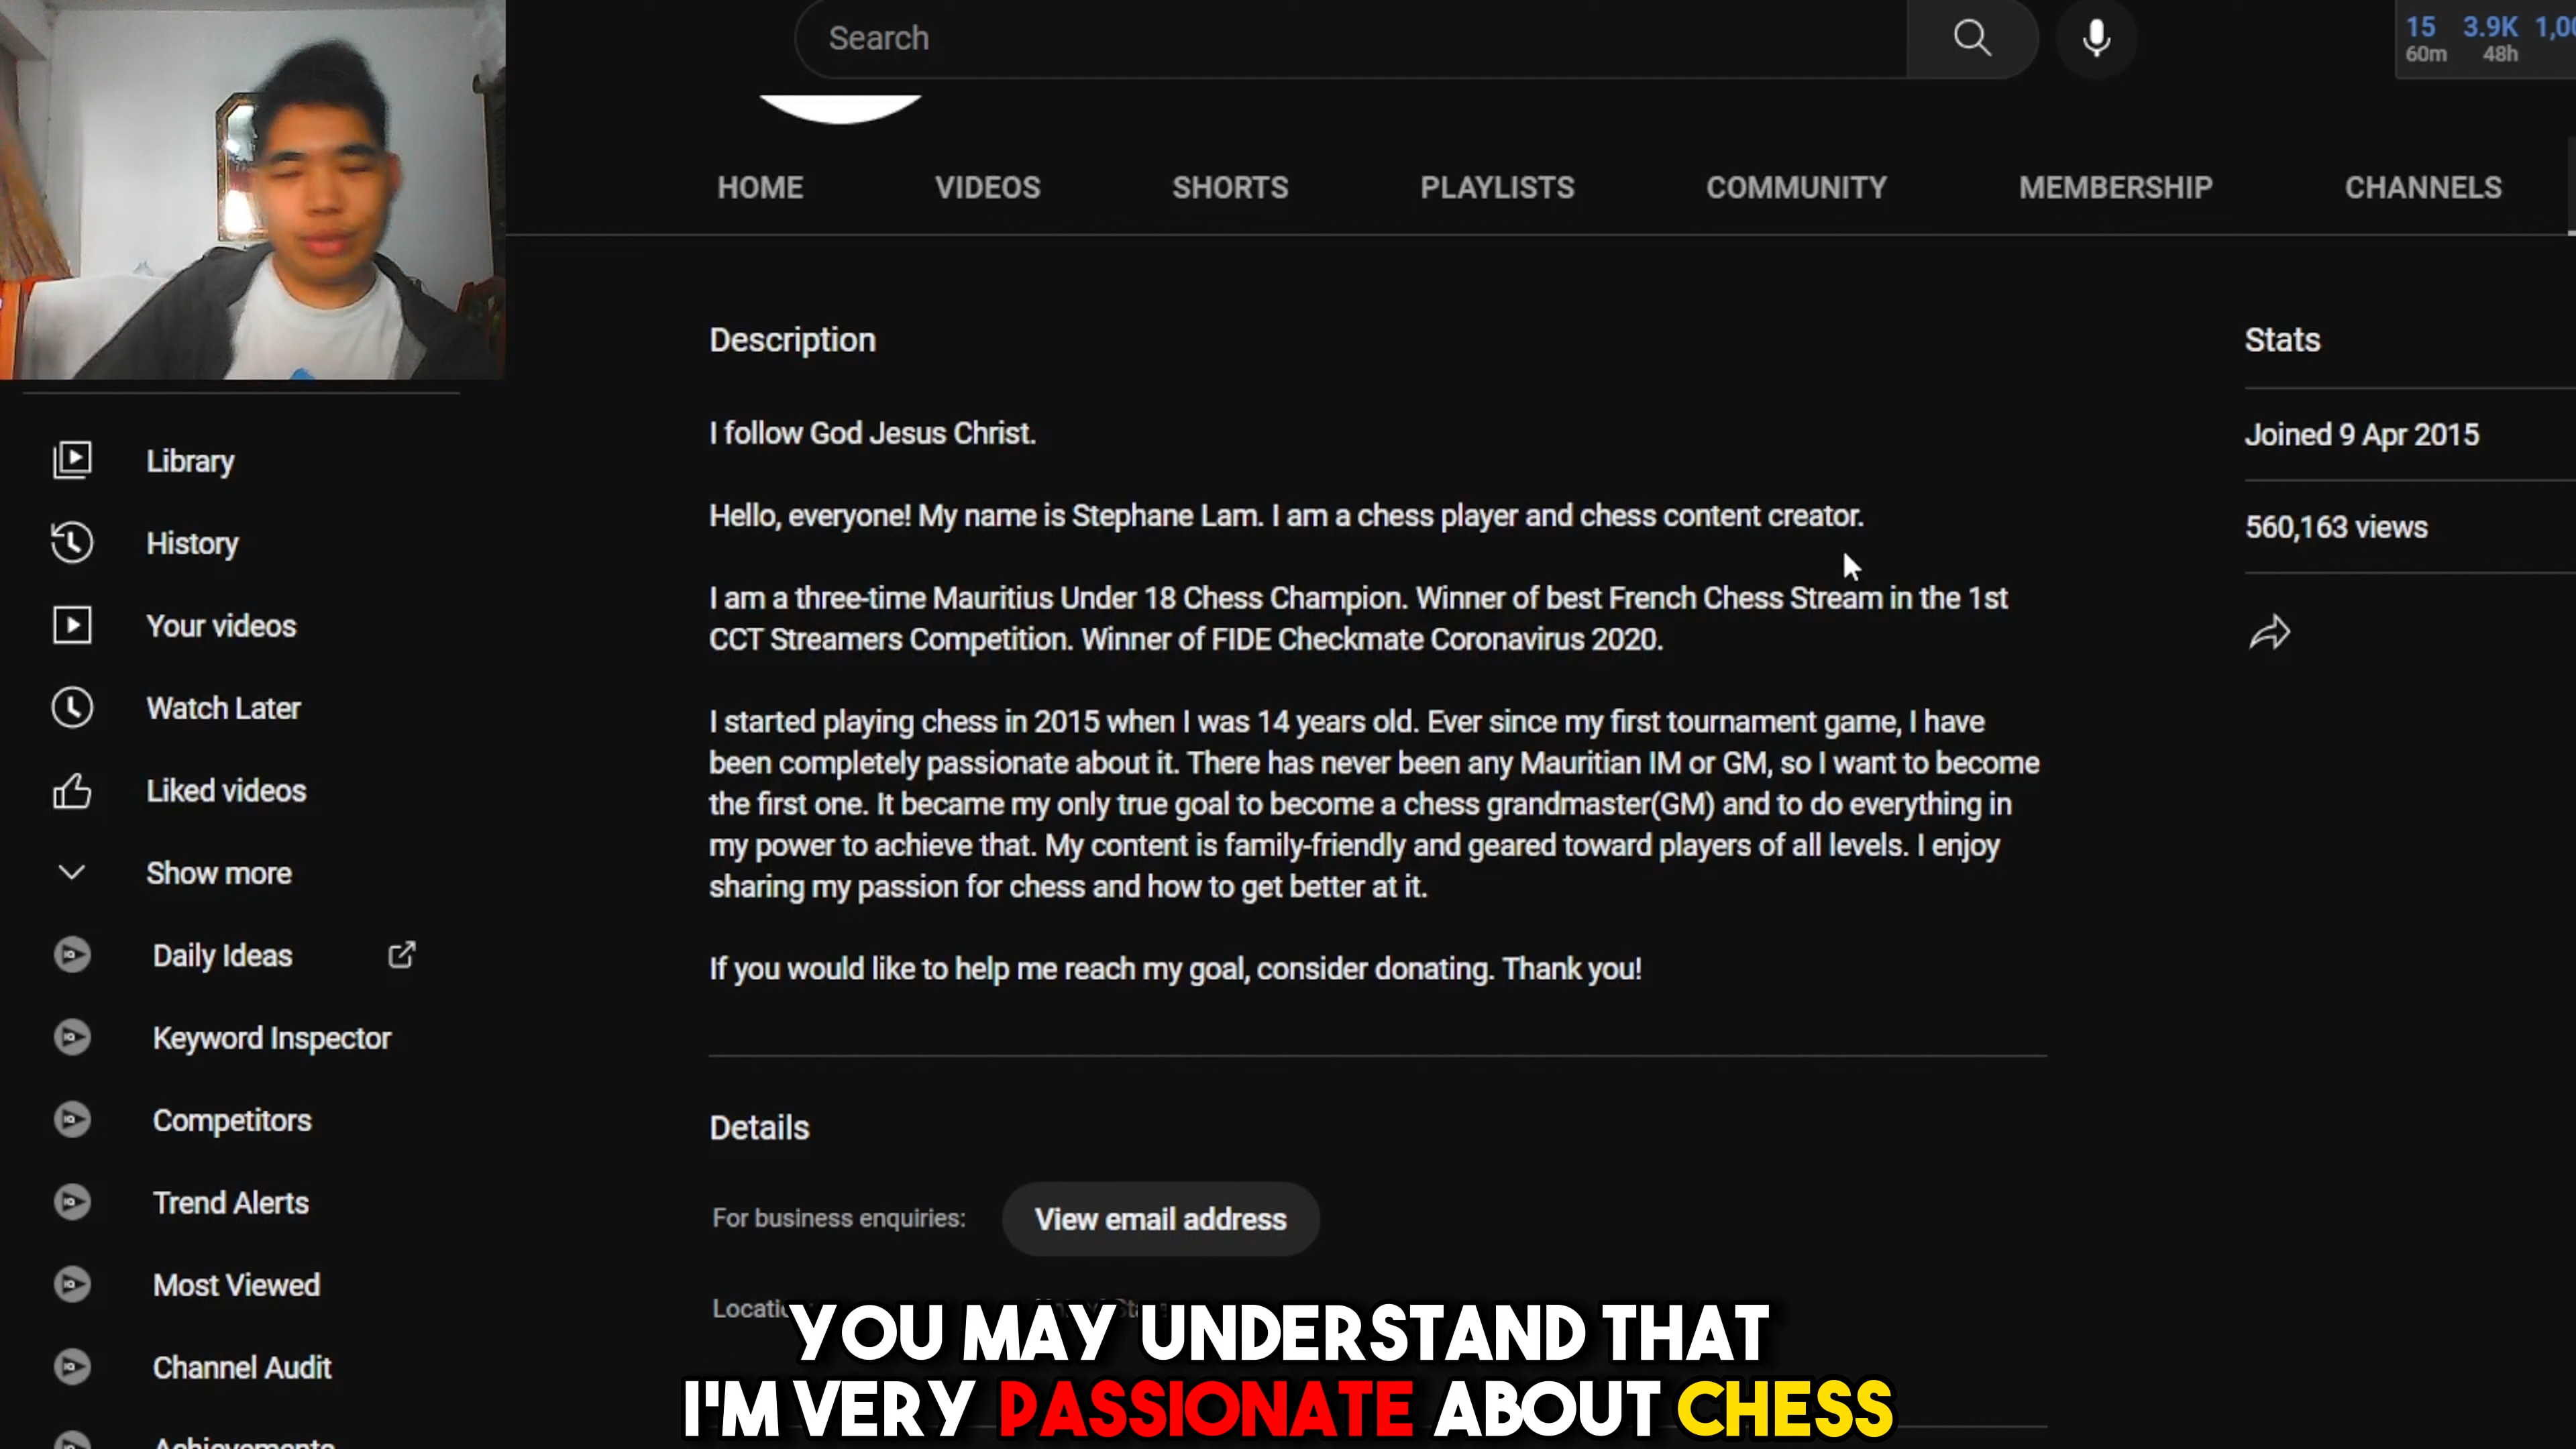 Search
15 3.9K
60m 48h
HOME VIDEOS SHORTS PLAYLISTS COMMUNITY MEMBERSHIP CHANNELS
Library
History
Your videos
Watch Later
Liked videos
Show more
Daily Ideas
Keyword Inspector
Competitors
Trend Alerts
Most Viewed
Channel Audit
Description
I follow God Jesus Christ.
Hello, everyone! My name is Stephane Lam. I am a chess player and chess content creator.
I am a three-time Mauritius Under 18 Chess Champion. Winner of best French Chess Stream in the 1st
CCT Streamers Competition. Winner of FIDE Checkmate Coronavirus 2020.
I started playing chess in 2015 when I was 14 years old. Ever since my first tournament game, I have
been completely passionate about it. There has never been any Mauritian IM or GM, so I want to become
the first one. It became my only true goal to become a chess grandmaster(GM) and to do everything in
my power to achieve that. My content is family-friendly and geared toward players of all levels. I enjoy
sharing my passion for chess and how to get better at it.
If you would like to help me reach my goal, consider donating. Thank you!
Details
For business enquiries: View email address
Stats
Joined 9 Apr 2015
560,163 views
YOU MAY UNDERSTAND THAT
I'M VERY PASSIONATE ABOUT CHESS